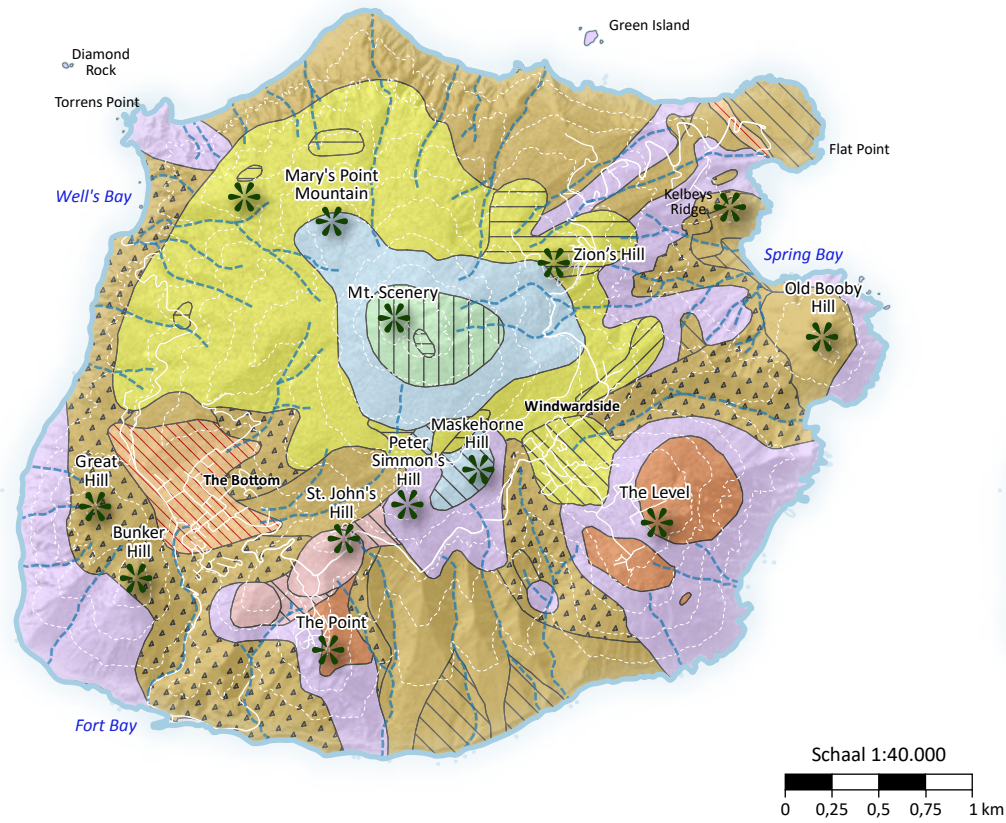 Green Island
Diamond
Rock
Torrens Point
Flat Point
Well's Bay
Mary's Point
Mountain
Kelbeys
Ridge
Zion's Hill
Spring Bay
Mt. Scenery
Old Booby
Hill
Windwardside
Maskehorne
Hill
Peter
Simmon's
Hill
Great
Hill
The Bottom
St. John's
Hill
The Level
Bunker
Hill
The Point
Fort Bay
Schaal 1:40.000
0 0,25 0,5 0,75 1 km